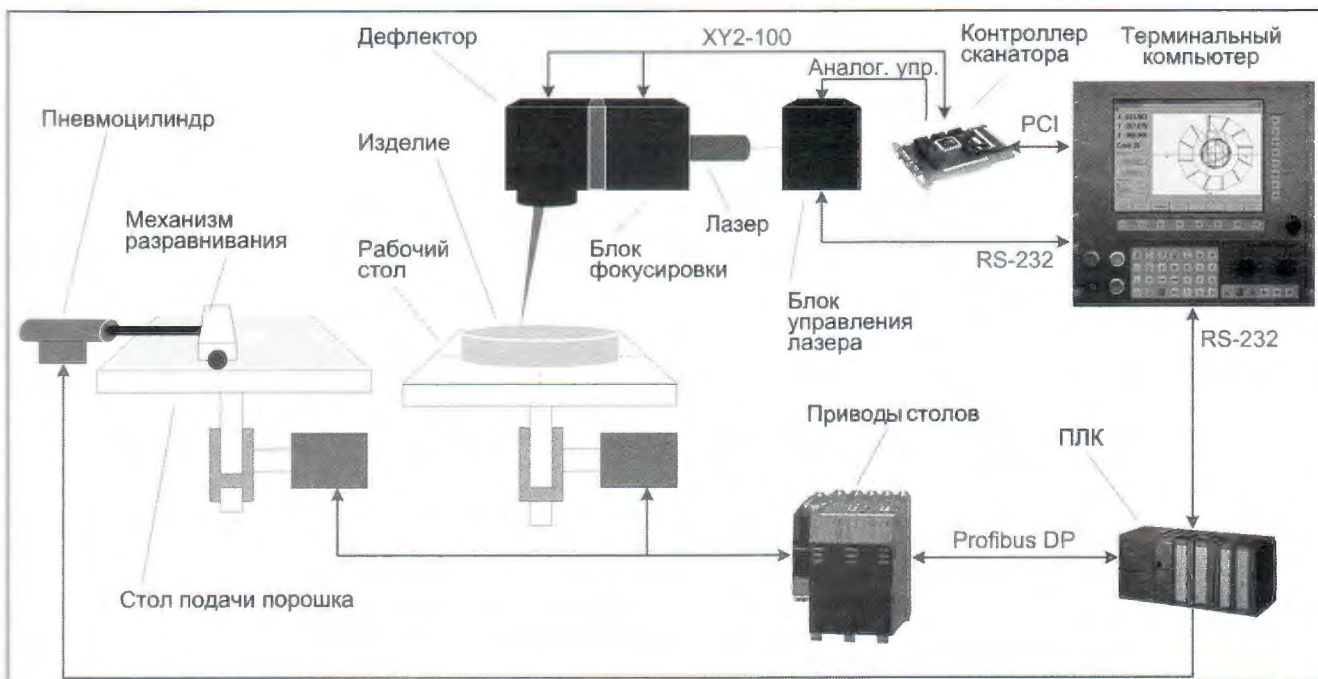 Дефлектор
XY2-100
Контроллер
сканатора
Терминальный
компьютер
Аналог. упр.
Пневмоцилиндр
Изделие
PCI
Механизм
разравнивания
Рабочий
стол
Блок
фокусировки
Лазер
RS-232
Блок
управления
лазера
RS-232
Приводы столов
ПЛК
Profibus DP
Стол подачи порошка